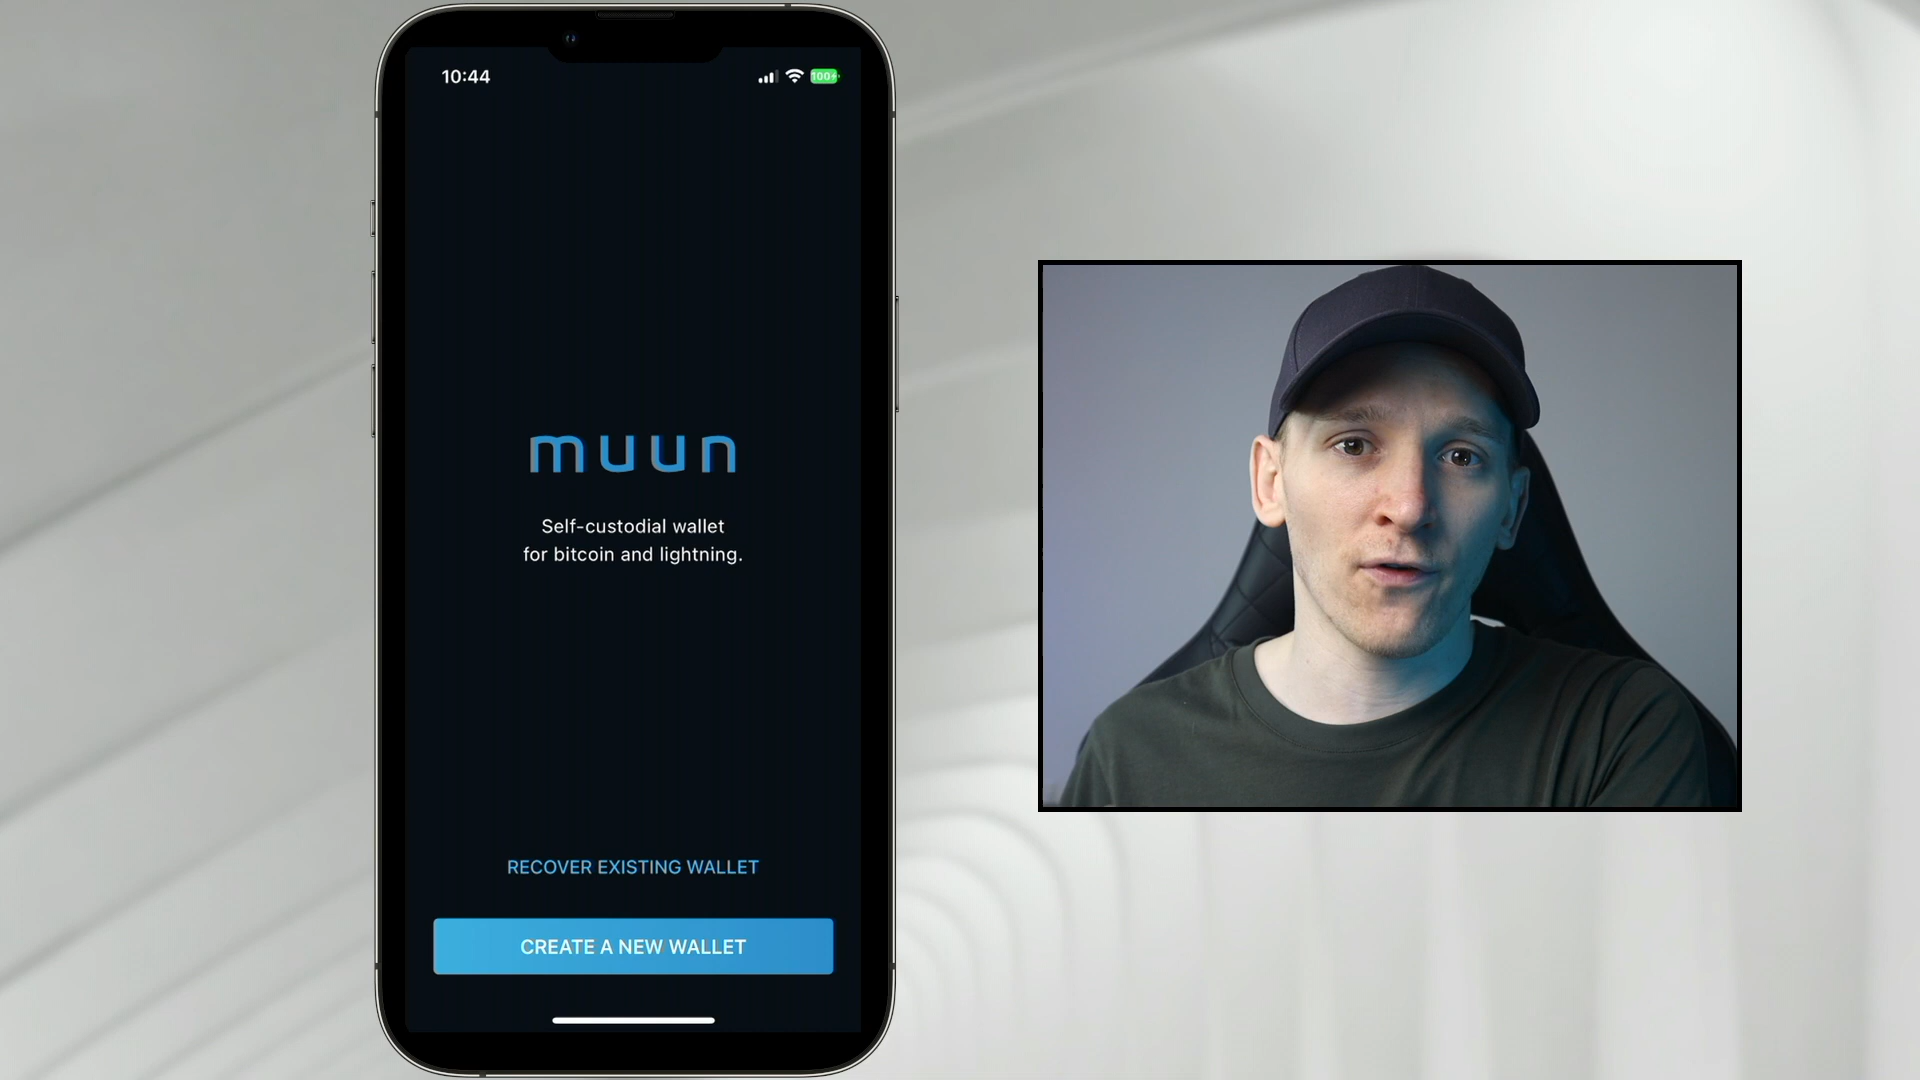 10:44
100
muun
Self-custodial wallet
for bitcoin and lightning.
RECOVER EXISTING WALLET
CREATE A NEW WALLET